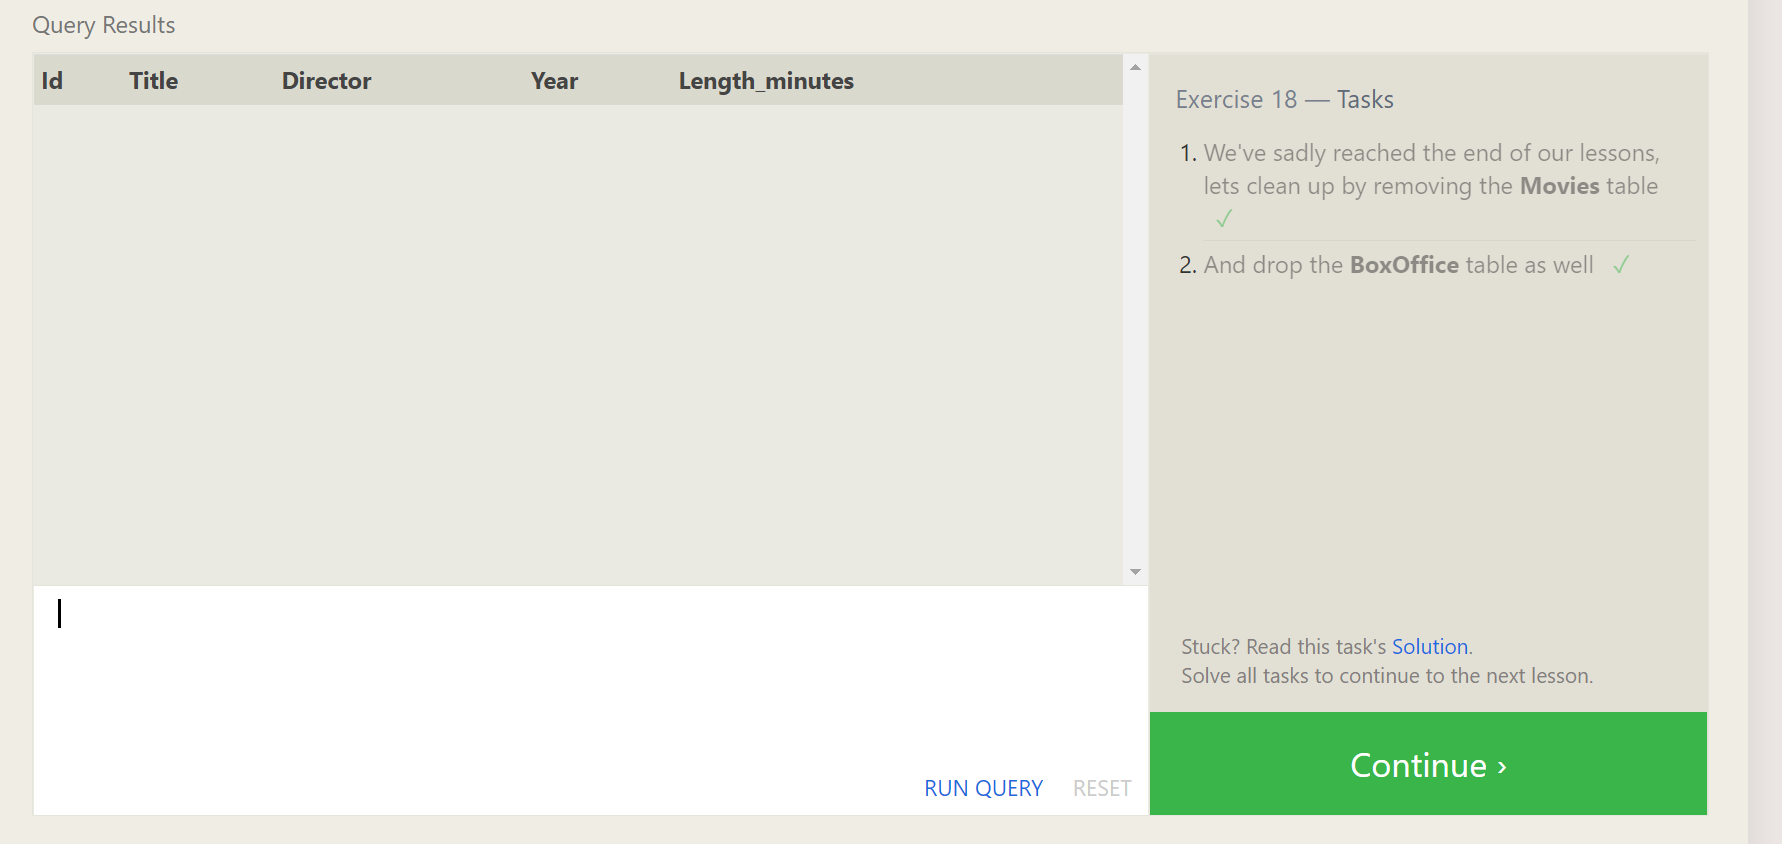 Query Results
Id Title Director Year Length_minutes
Exercise 18 — Tasks
1. We've sadly reached the end of our lessons,
lets clean up by removing the Movies table
✓
2. And drop the BoxOffice table as well ✓
Stuck? Read this task's Solution.
Solve all tasks to continue to the next lesson.
RUN QUERY RESET
Continue ›